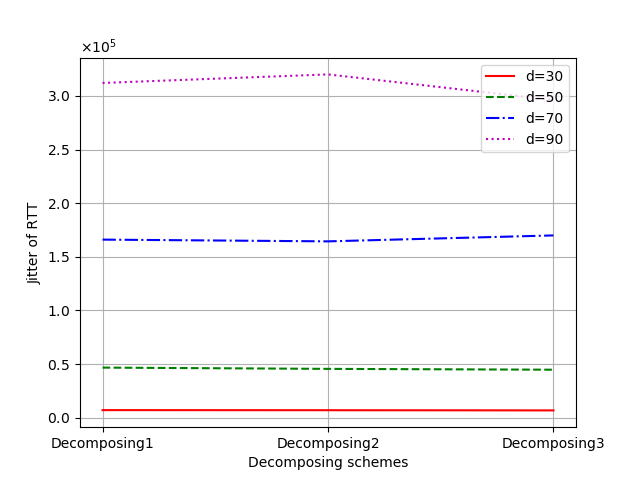 ×10⁵
3.0
2.5
2.0
1.5
1.0
0.5
0.0
Jitter of RTT
d=30
d=50
d=70
d=90
Decomposing1 Decomposing2 Decomposing3
Decomposing schemes